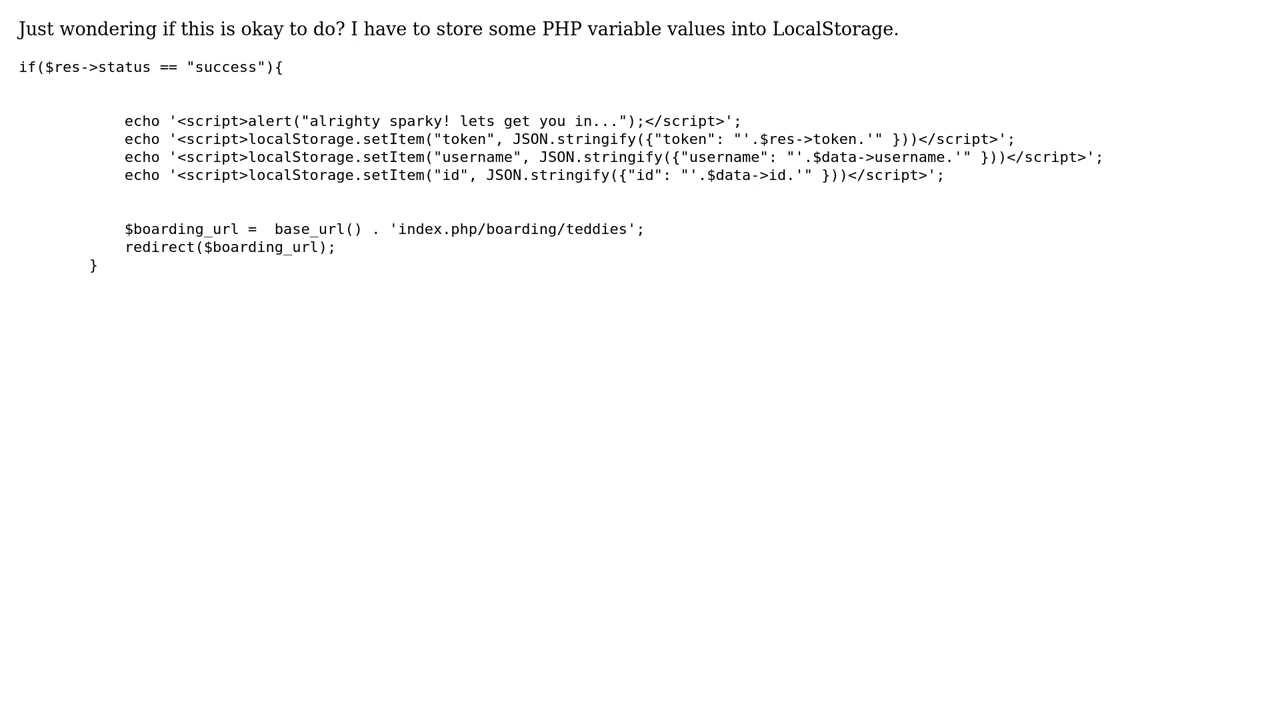 Just wondering if this is okay to do? I have to store some PHP variable values into LocalStorage.
if($res->status == "success"){
echo '<script>alert("alrighty sparky! lets get you in...");</script>';
echo '<script>localStorage.setItem("token", JSON.stringify({"token": "'.$res->token.'" }))</script>';
echo '<script>localStorage.setItem("username", JSON.stringify({"username": "'.$data->username.'" }))</script>';
echo '<script>localStorage.setItem("id", JSON.stringify({"id": "'.$data->id.'" }))</script>';
$boarding_url =  base_url() . 'index.php/boarding/teddies';
redirect($boarding_url);
}